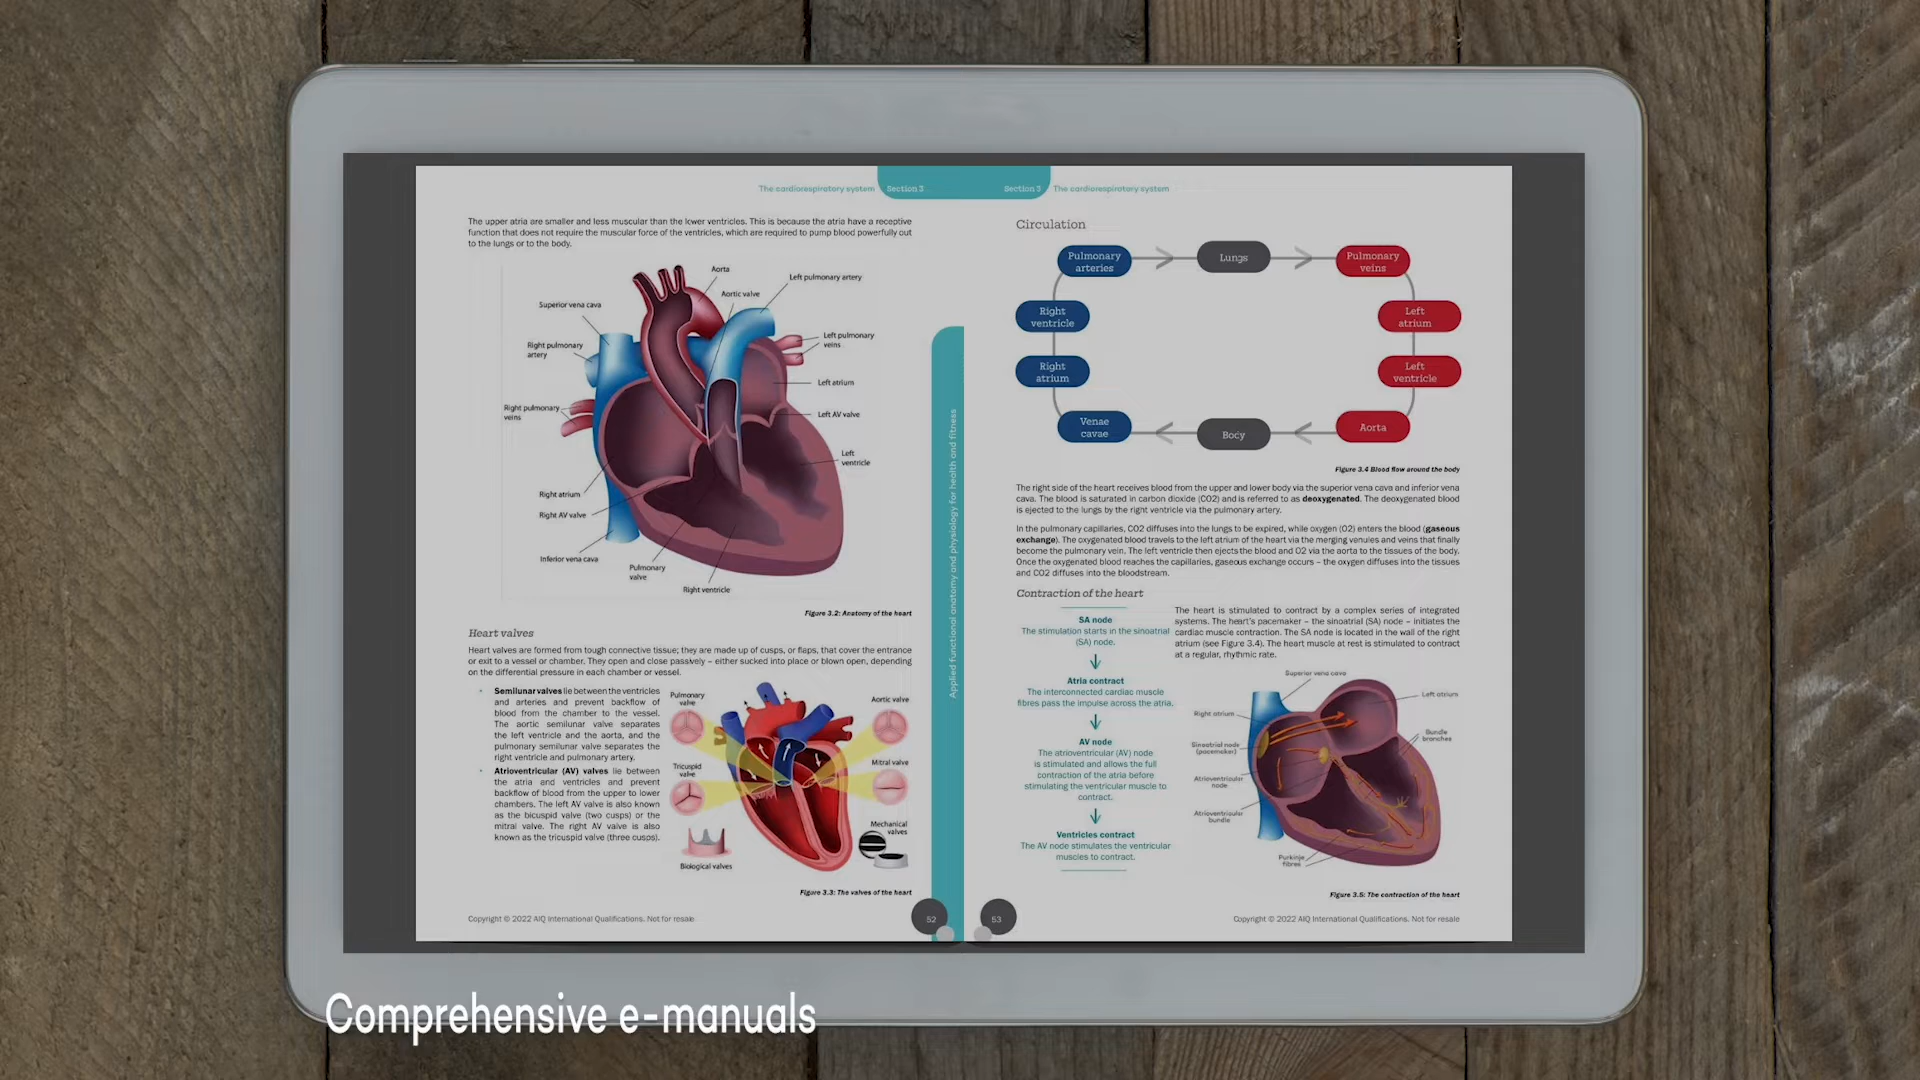 The cardiorespiratory system Section 3
The upper atria are smaller and less muscular than the lower ventricles. This is because the atria have a receptive
function that does not require the muscular force of the ventricles, which are required to pump blood powerfully out
to the lungs or to the body.
Aorta
Left pulmonary artery
Aortic valve
Superior vena cava
Left pulmonary
veins
Right pulmonary
artery
Left atrium
Right pulmonary
veins
Left AV valve
Left
ventricle
Right atrium
Right AV valve
Inferior vena cava
Pulmonary
valve
Right ventricle
Figure 3.2: Anatomy of the heart
Heart valves
Heart valves are formed from tough connective tissue; they are made up of cusps, or flaps, that cover the entrance
or exit to a vessel or chamber. They open and close passively – either sucked into place or blown open, depending
on the differential pressure in each chamber or vessel.
• Semilunar valves lie between the ventricles
and arteries and prevent backflow of
blood from the chamber to the vessel.
The aortic semilunar valve separates
the left ventricle and the aorta, and the
pulmonary semilunar valve separates the
right ventricle and pulmonary artery.
• Atrioventricular (AV) valves lie between
the atria and ventricles and prevent
backflow of blood from the upper to lower
chambers. The left AV valve is also known
as the bicuspid valve (two cusps) or the
mitral valve. The right AV valve is also
known as the tricuspid valve (three cusps).
Pulmonary
valve
Aortic valve
Tricuspid
valve
Mitral valve
Mechanical
valves
Biological valves
Figure 3.3: The valves of the heart
Copyright © 2022 AIQ International Qualifications. Not for resale
52
Applied functional anatomy and physiology for health and fitness
Section 3 The cardiorespiratory system
Circulation
Pulmonary
arteries
Lungs
Pulmonary
veins
Right
ventricle
Left
atrium
Right
atrium
Left
ventricle
Venae
cavae
Body
Aorta
Figure 3.4 Blood flow around the body
The right side of the heart receives blood from the upper and lower body via the superior vena cava and inferior vena
cava. The blood is saturated in carbon dioxide (CO2) and is referred to as deoxygenated. The deoxygenated blood
is ejected to the lungs by the right ventricle via the pulmonary artery.
In the pulmonary capillaries, CO2 diffuses into the lungs to be expired, while oxygen (O2) enters the blood (gaseous
exchange). The oxygenated blood travels to the left atrium of the heart via the merging venules and veins that finally
become the pulmonary vein. The left ventricle then ejects the blood and O2 via the aorta to the tissues of the body.
Once the oxygenated blood reaches the capillaries, gaseous exchange occurs – the oxygen diffuses into the tissues
and CO2 diffuses into the bloodstream.
Contraction of the heart
SA node
The stimulation starts in the sinoatrial
(SA) node.
Atria contract
The interconnected cardiac muscle
fibres pass the impulse across the atria.
AV node
The atrioventricular (AV) node
is stimulated and allows the full
contraction of the atria before
stimulating the ventricular muscle to
contract.
Ventricles contract
The AV node stimulates the ventricular
muscles to contract.
The heart is stimulated to contract by a complex series of integrated
systems. The heart's pacemaker – the sinoatrial (SA) node – initiates the
cardiac muscle contraction. The SA node is located in the wall of the right
atrium (see Figure 3.4). The heart muscle at rest is stimulated to contract
at a regular, rhythmic rate.
Superior vena cava
Left atrium
Right atrium
Bundle
branches
Sinoatrial node
(pacemaker)
Atrioventricular
node
Atrioventricular
bundle
Purkinje
fibres
Figure 3.5: The contraction of the heart
53
Copyright © 2022 AIQ International Qualifications. Not for resale
Comprehensive e-manuals